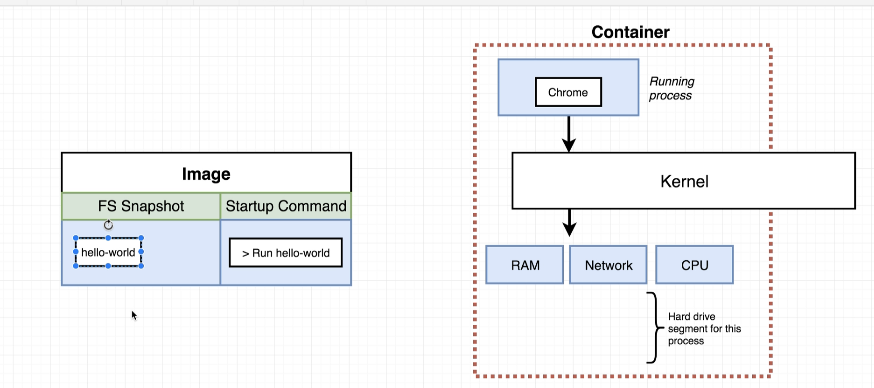 Container
Chrome
Running
process
Image
Kernel
FS Snapshot
Startup Command
hello-world
> Run hello-world
RAM
Network
CPU
Hard drive
segment for this
process